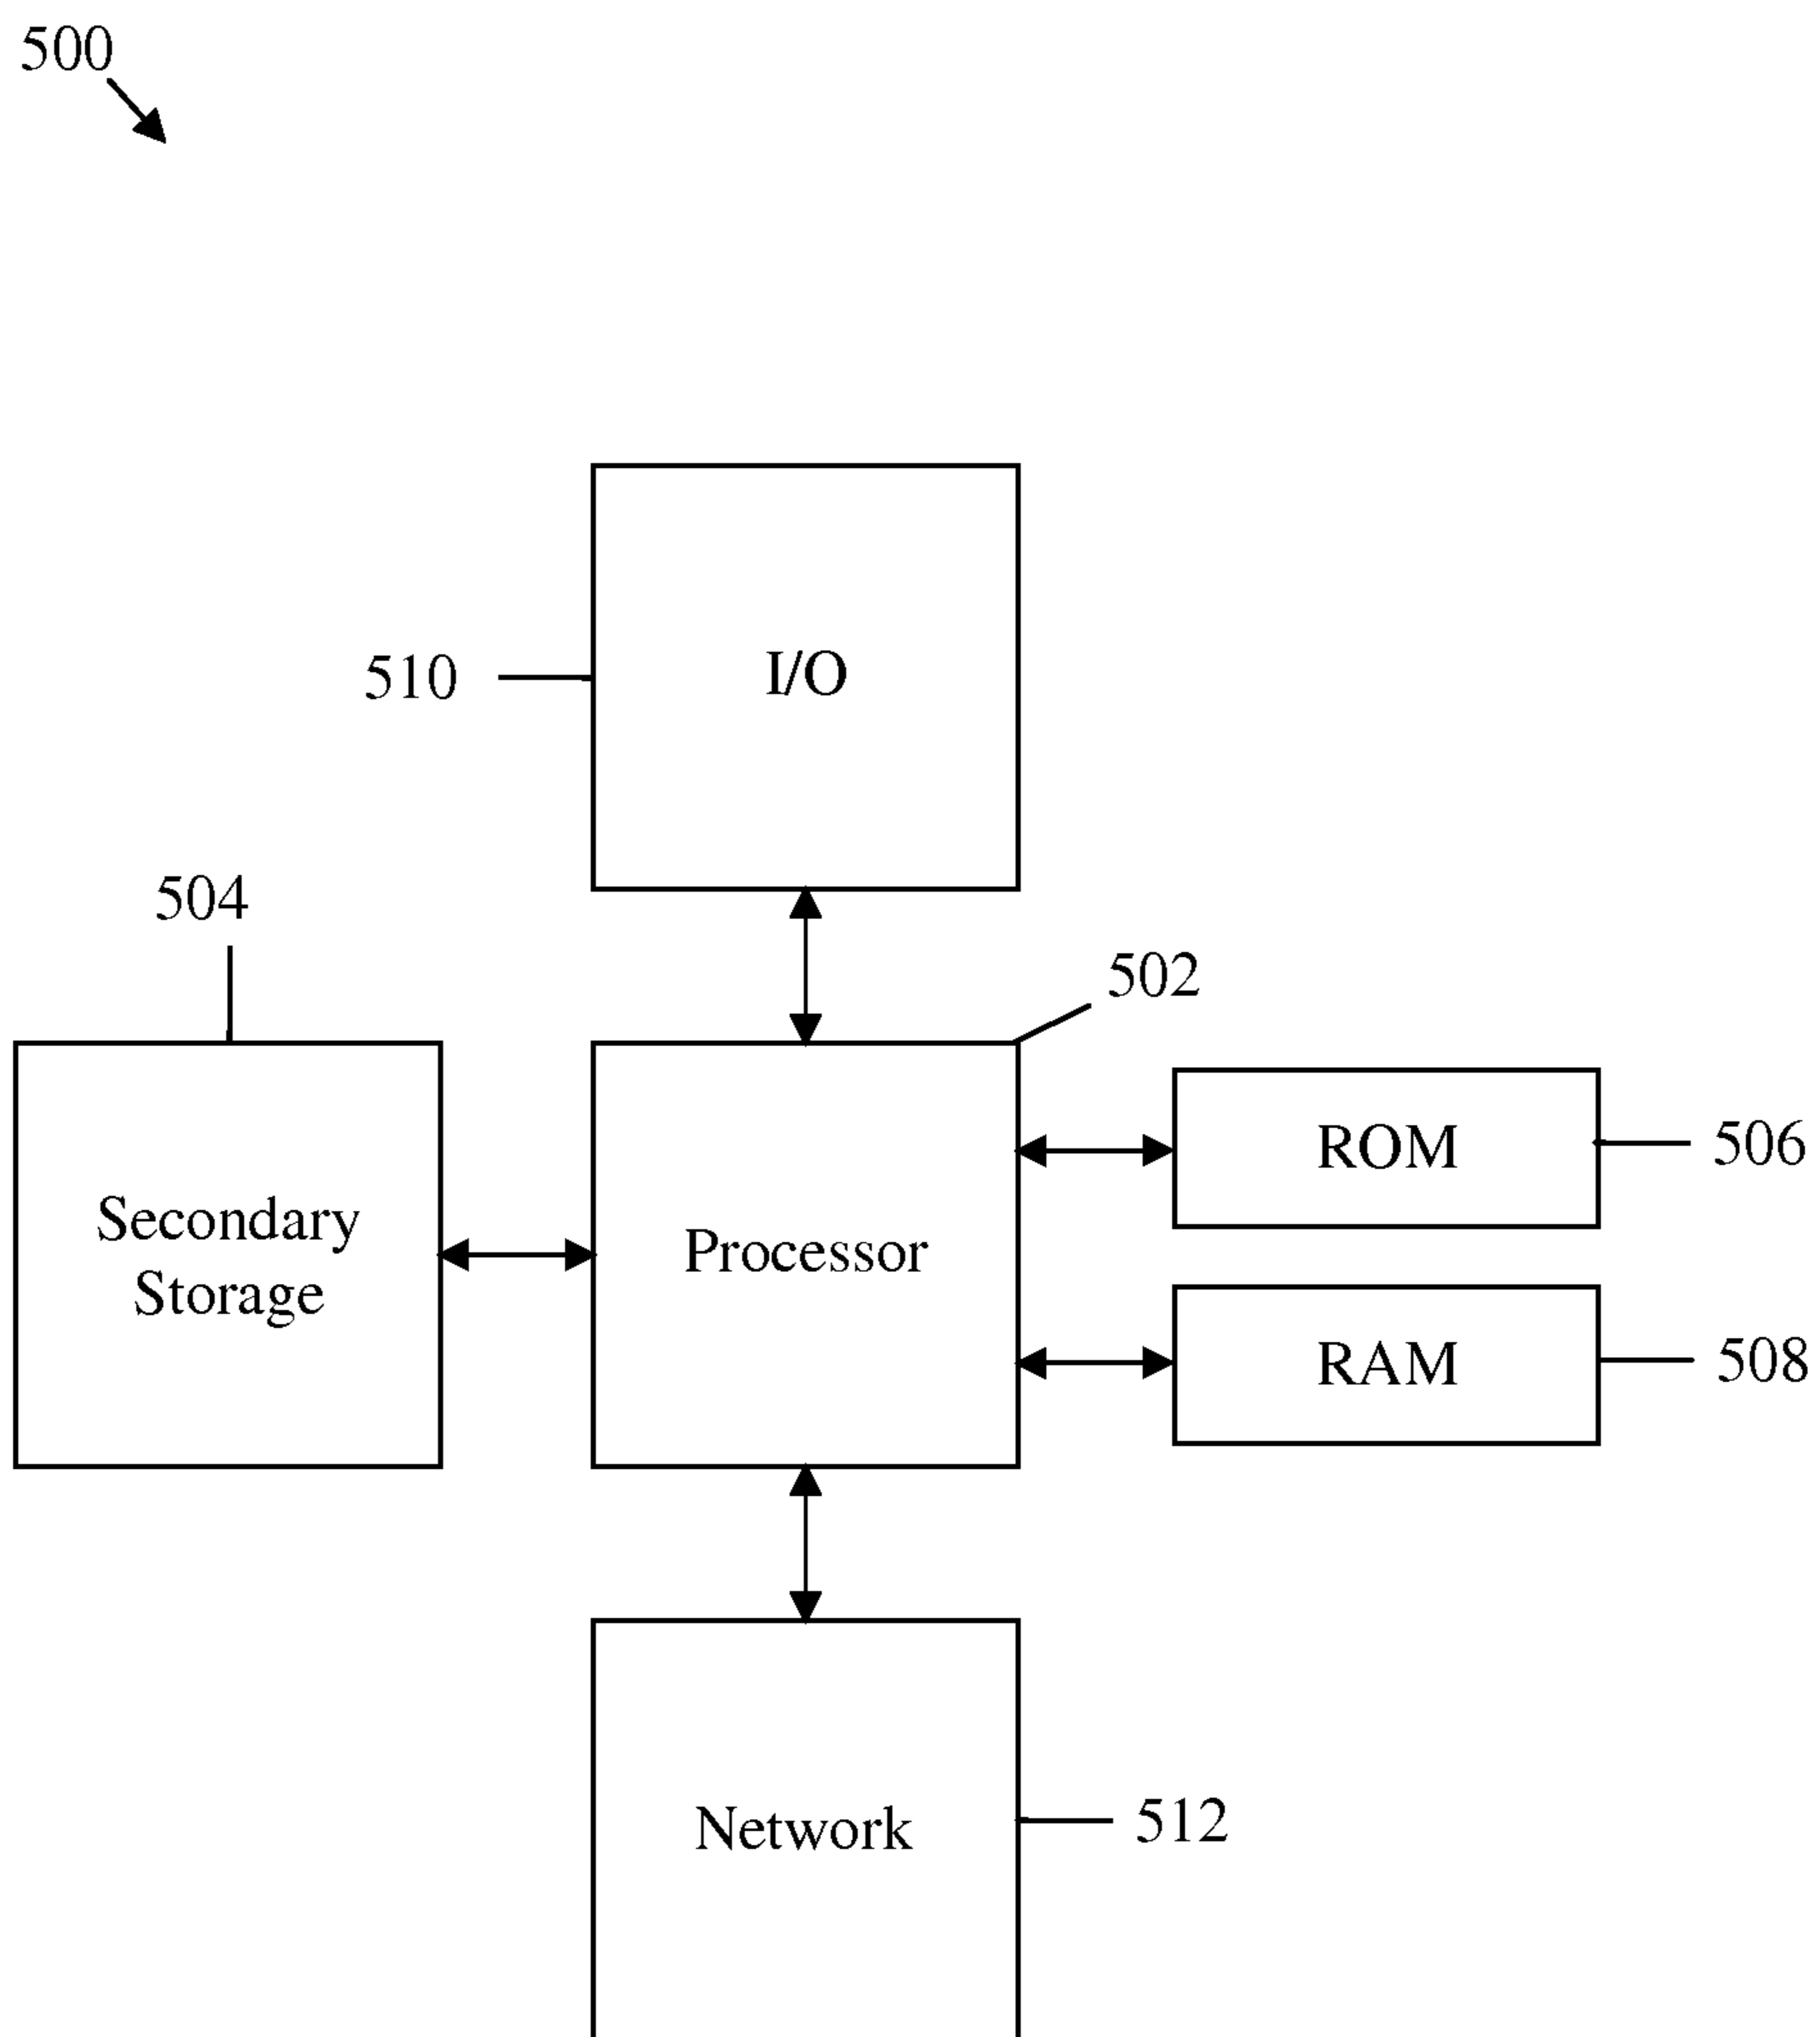 500
510
I/O
504
502
Secondary
Storage
Processor
ROM
506
RAM
508
Network
512